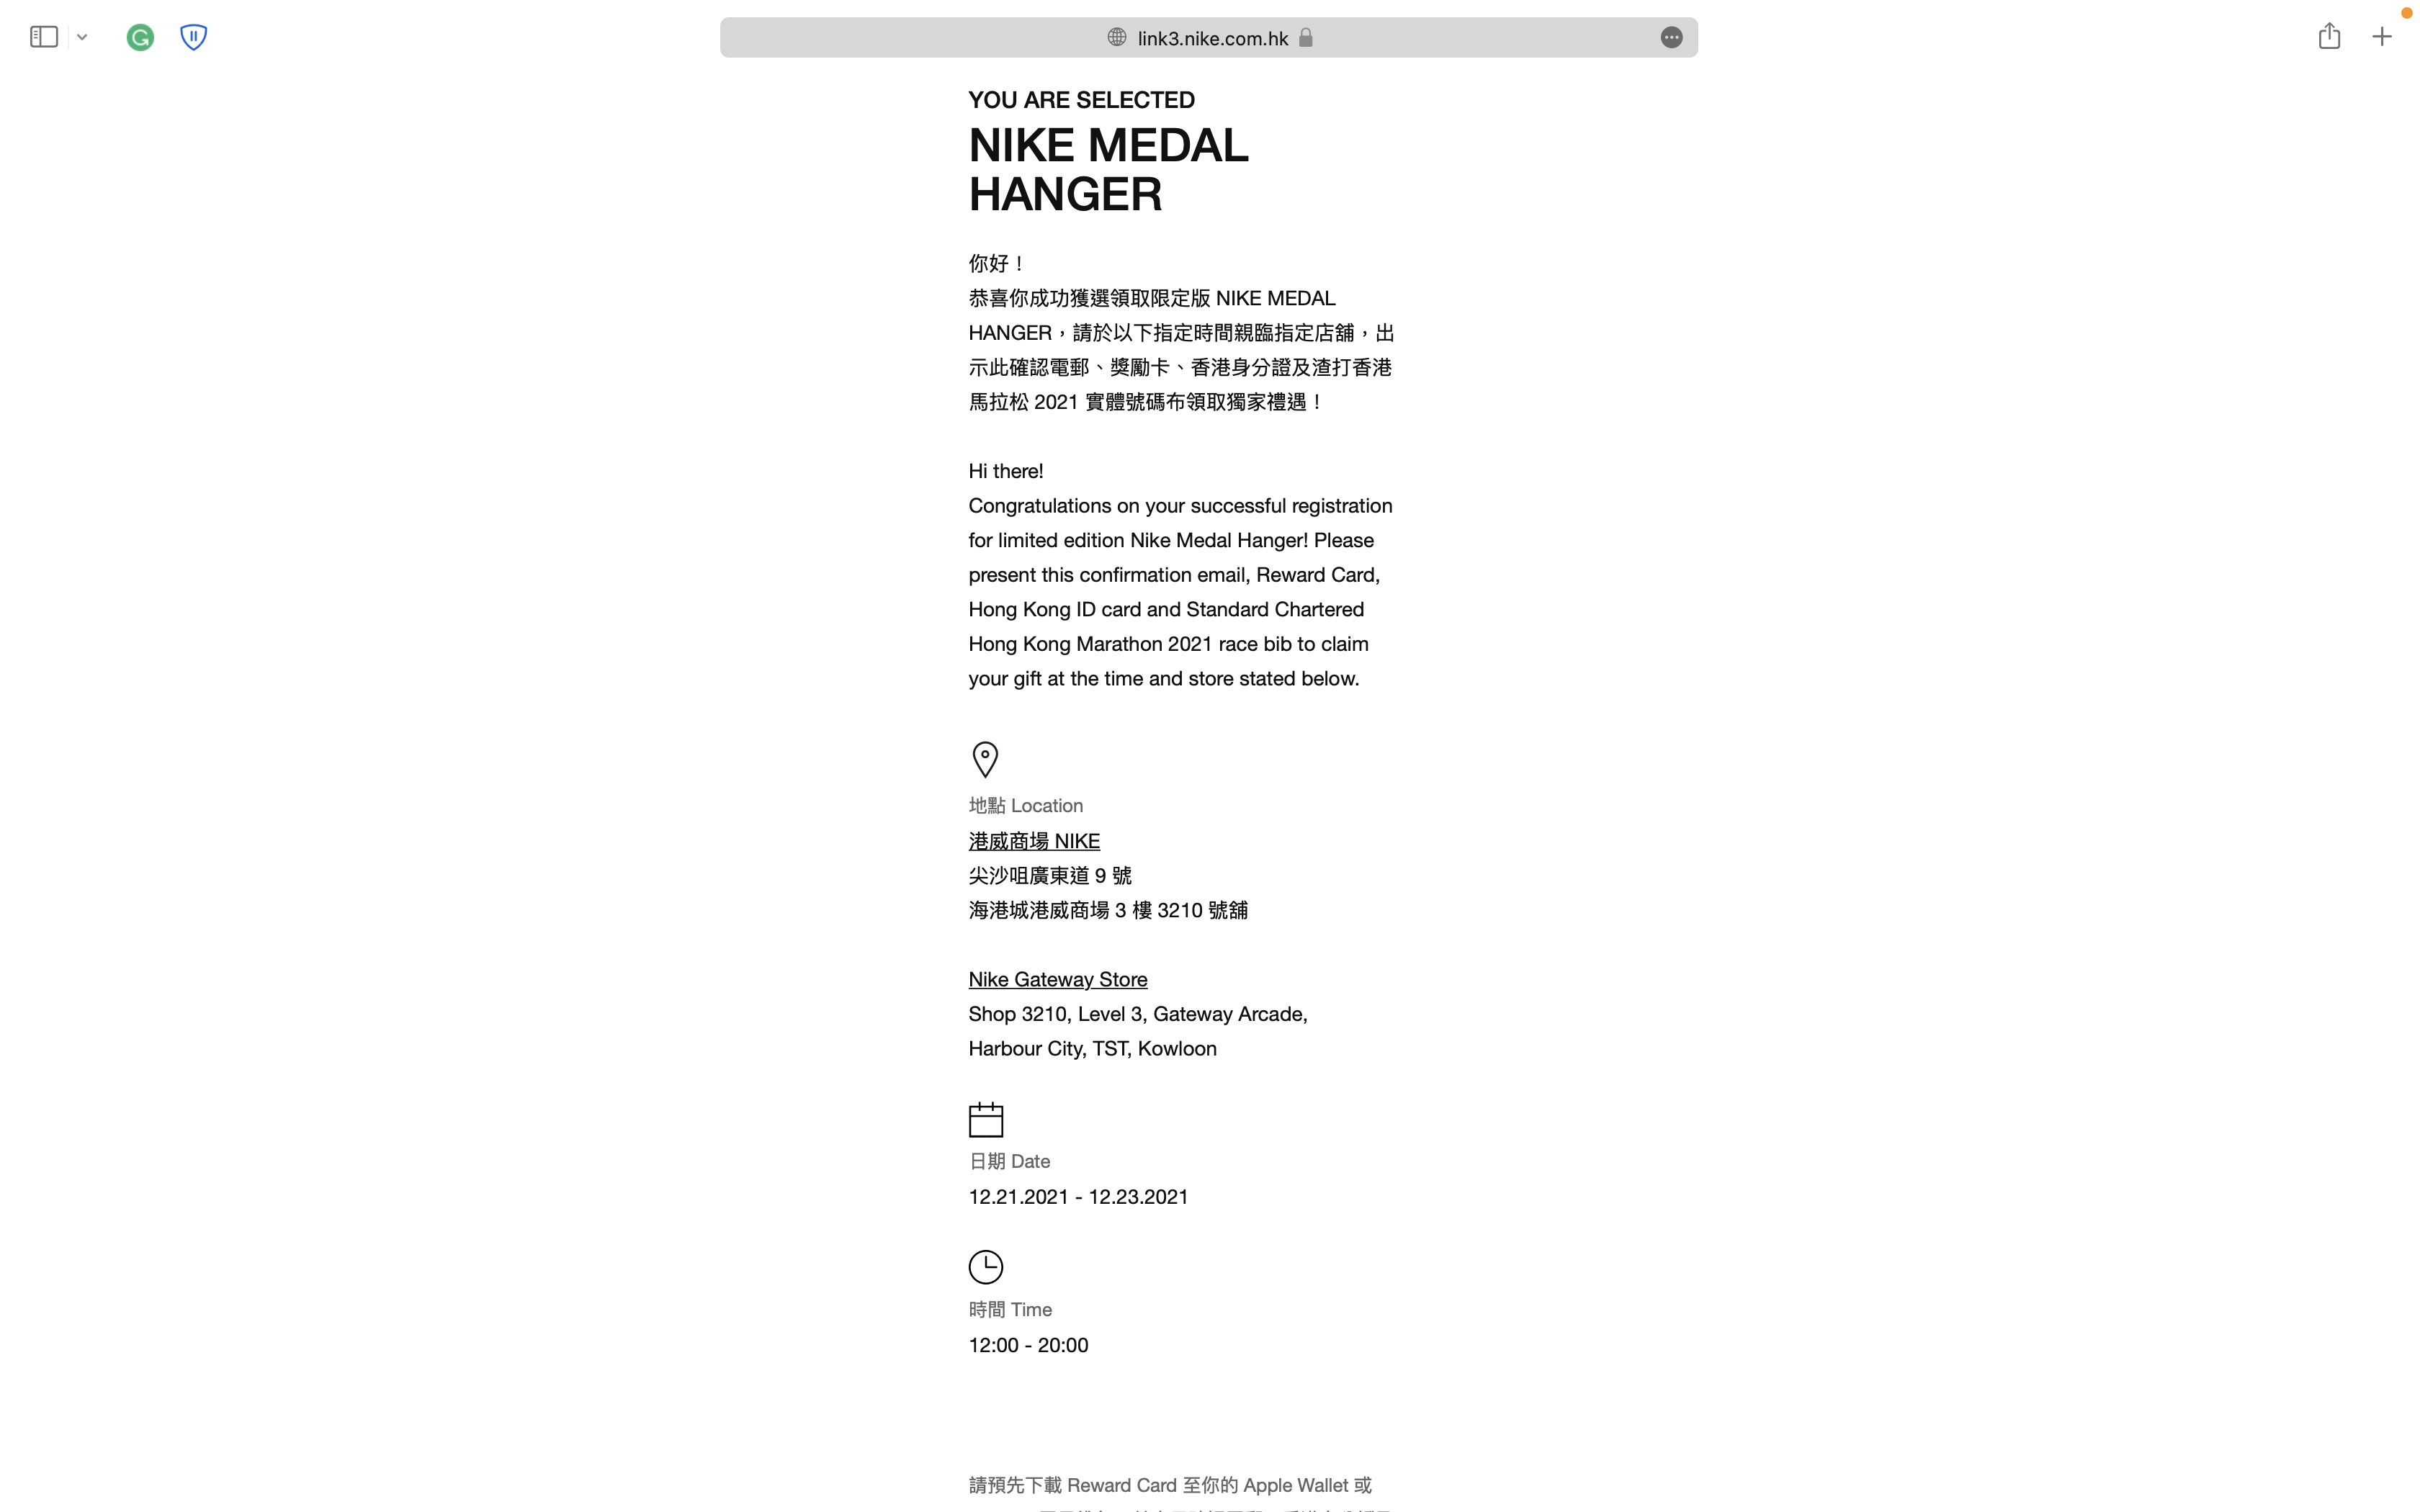 link3.nike.com.hk
YOU ARE SELECTED
NIKE MEDAL
HANGER
你好！
恭喜你成功獲選領取限定版 NIKE MEDAL
HANGER，請於以下指定時間親臨指定店舖，出
示此確認電郵、獎勵卡、香港身分證及渣打香港
馬拉松 2021 實體號碼布領取獨家禮遇！
Hi there!
Congratulations on your successful registration
for limited edition Nike Medal Hanger! Please
present this confirmation email, Reward Card,
Hong Kong ID card and Standard Chartered
Hong Kong Marathon 2021 race bib to claim
your gift at the time and store stated below.
地點 Location
港威商場 NIKE
尖沙咀廣東道 9 號
海港城港威商場 3 樓 3210 號舖
Nike Gateway Store
Shop 3210, Level 3, Gateway Arcade,
Harbour City, TST, Kowloon
日期 Date
12.21.2021 - 12.23.2021
時間 Time
12:00 - 20:00
請預先下載 Reward Card 至你的 Apple Wallet 或